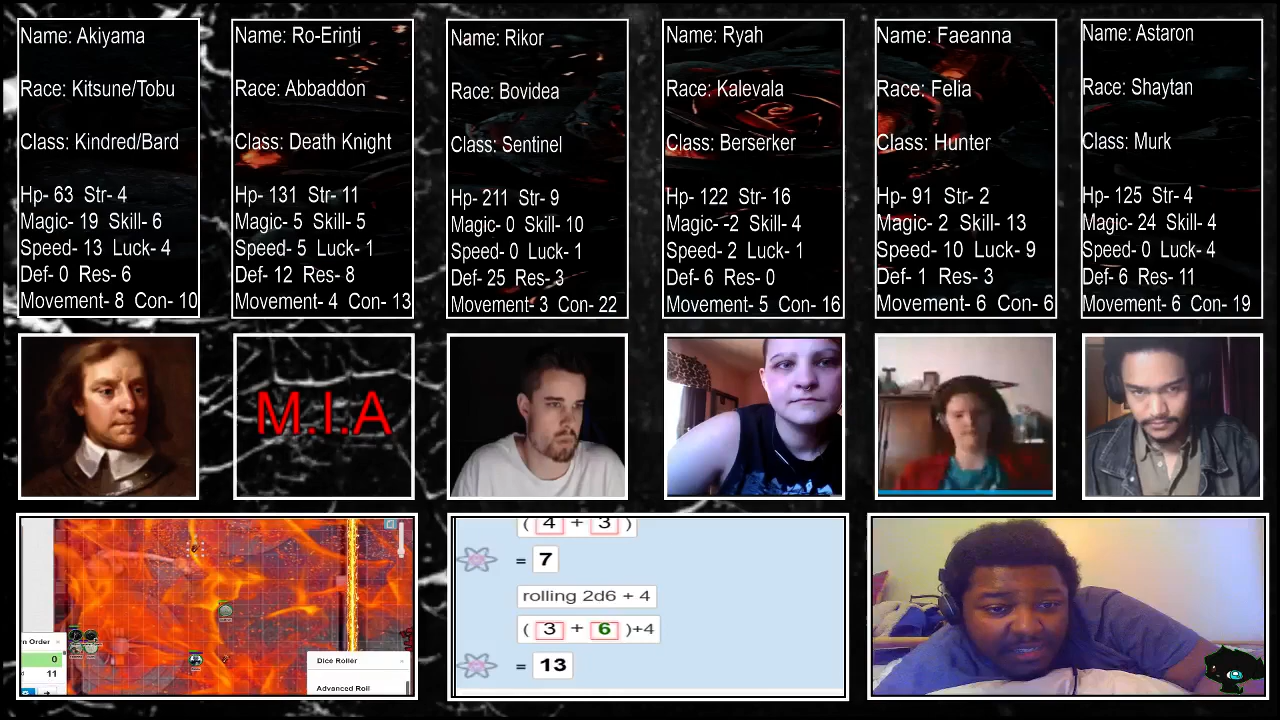 Name: Akiyama
Race: Kitsune/Tobu
Class: Kindred/Bard
Hp- 63 Str- 4
Magic- 19 Skill- 6
Speed- 13 Luck- 4
Def- 0 Res- 6
Movement- 8 Con- 10
Name: Ro-Erinti
Race: Abbaddon
Class: Death Knight
Hp- 131 Str- 11
Magic- 5 Skill- 5
Speed- 5 Luck- 1
Def- 12 Res- 8
Movement- 4 Con- 13
Name: Rikor
Race: Bovidea
Class: Sentinel
Hp- 211 Str- 9
Magic- 0 Skill- 10
Speed- 0 Luck- 1
Def- 25 Res- 3
Movement- 3 Con- 22
Name: Ryah
Race: Kalevala
Class: Berserker
Hp- 122 Str- 16
Magic- -2 Skill- 4
Speed- 2 Luck- 1
Def- 6 Res- 0
Movement- 5 Con- 16
Name: Faeanna
Race: Felia
Class: Hunter
Hp- 91 Str- 2
Magic- 2 Skill- 13
Speed- 10 Luck- 9
Def- 1 Res- 3
Movement- 6 Con- 6
Name: Astaron
Race: Shaytan
Class: Murk
Hp- 125 Str- 4
Magic- 24 Skill- 4
Speed- 0 Luck- 4
Def- 6 Res- 11
Movement- 6 Con- 19
M.I.A
n Order
0
11
Dice Roller
Advanced Roll
( 4 + 3 )
= 7
rolling 2d6 + 4
( 3 + 6 )+4
= 13